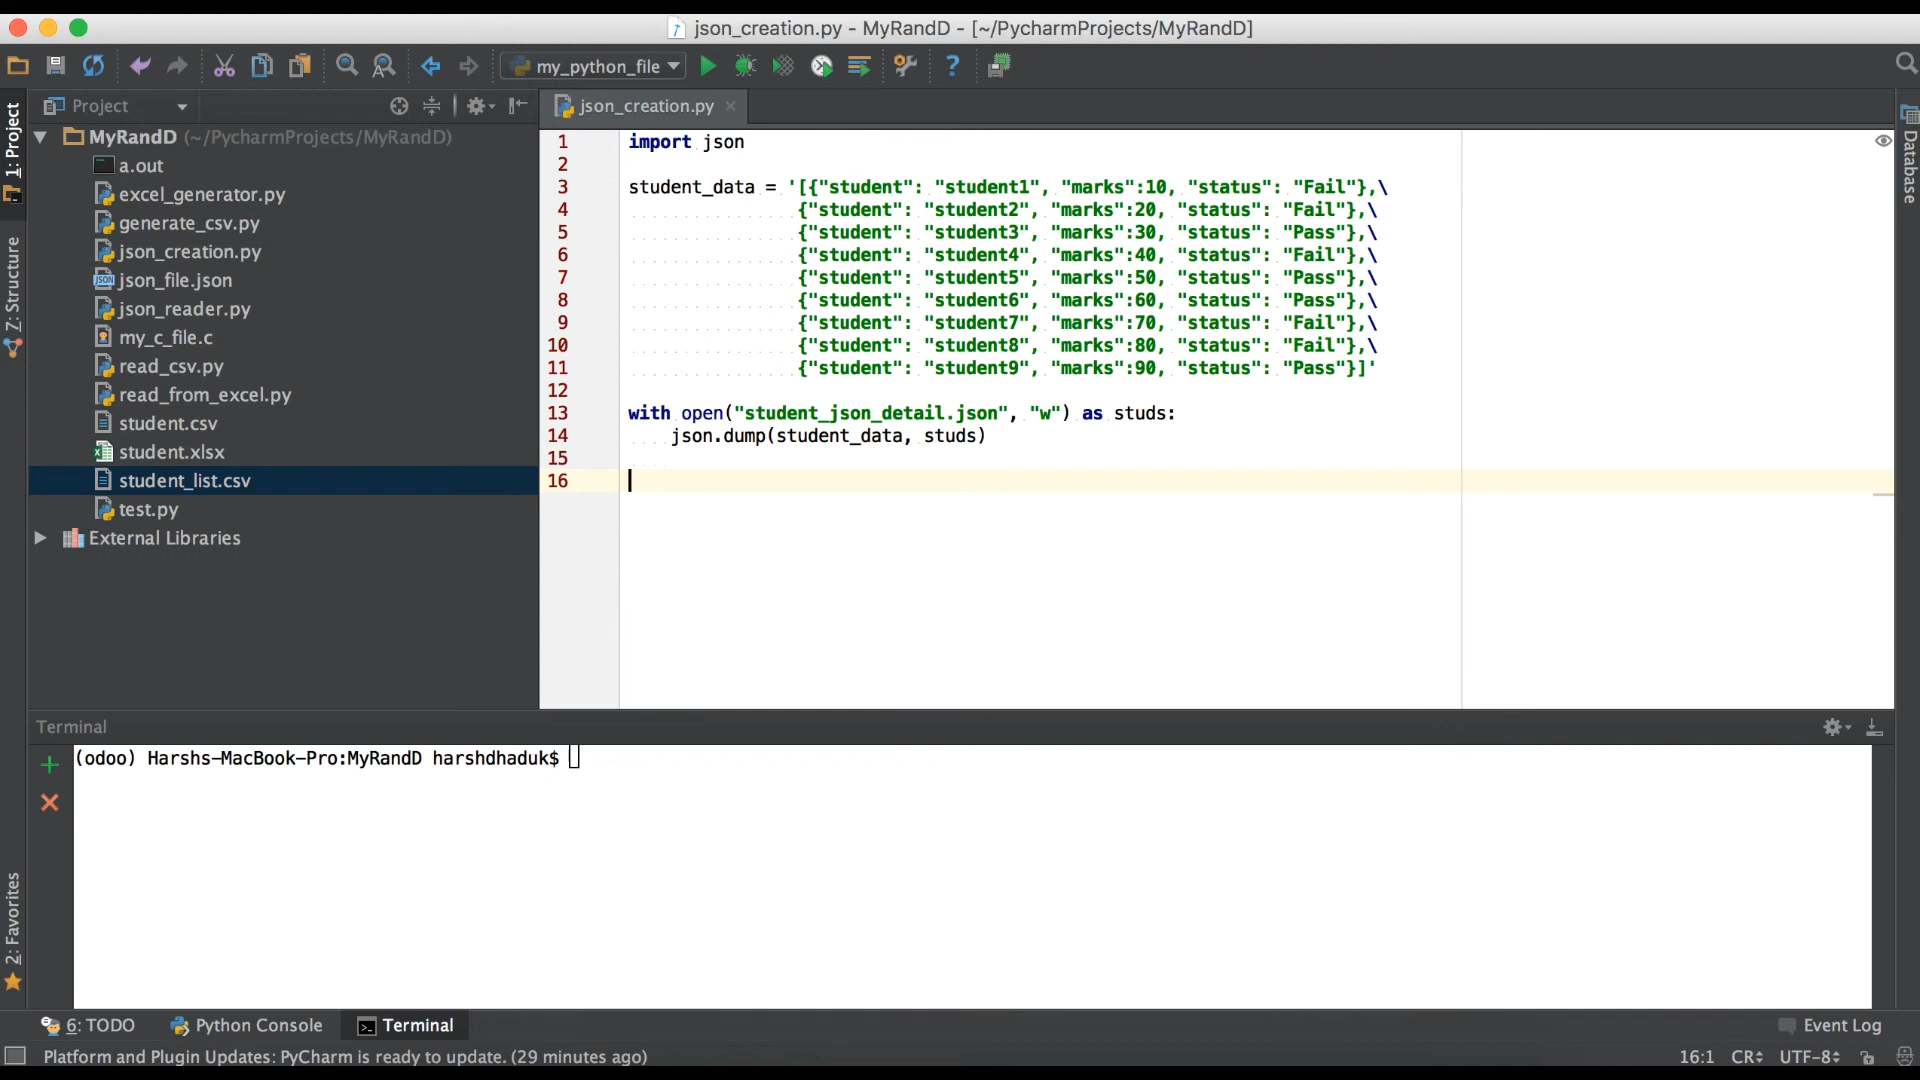 json_creation.py - MyRandD - [~/PycharmProjects/MyRandD]
my_python_file
Project
json_creation.py
1: Project
Z: Structure
2: Favorites
Database
MyRandD (~/PycharmProjects/MyRandD)
a.out
excel_generator.py
generate_csv.py
json_creation.py
json_file.json
json_reader.py
my_c_file.c
read_csv.py
read_from_excel.py
student.csv
student.xlsx
student_list.csv
test.py
External Libraries
1 import json
2
3 student_data = '[{"student": "student1", "marks":10, "status": "Fail"},\
4 {"student": "student2", "marks":20, "status": "Fail"},\
5 {"student": "student3", "marks":30, "status": "Pass"},\
6 {"student": "student4", "marks":40, "status": "Fail"},\
7 {"student": "student5", "marks":50, "status": "Pass"},\
8 {"student": "student6", "marks":60, "status": "Pass"},\
9 {"student": "student7", "marks":70, "status": "Fail"},\
10 {"student": "student8", "marks":80, "status": "Fail"},\
11 {"student": "student9", "marks":90, "status": "Pass"}]'
12
13 with open("student_json_detail.json", "w") as studs:
14 json.dump(student_data, studs)
15
16
Terminal
(odoo) Harshs-MacBook-Pro:MyRandD harshdhaduk$
6: TODO
Python Console
Terminal
Event Log
Platform and Plugin Updates: PyCharm is ready to update. (29 minutes ago)
16:1 CR UTF-8